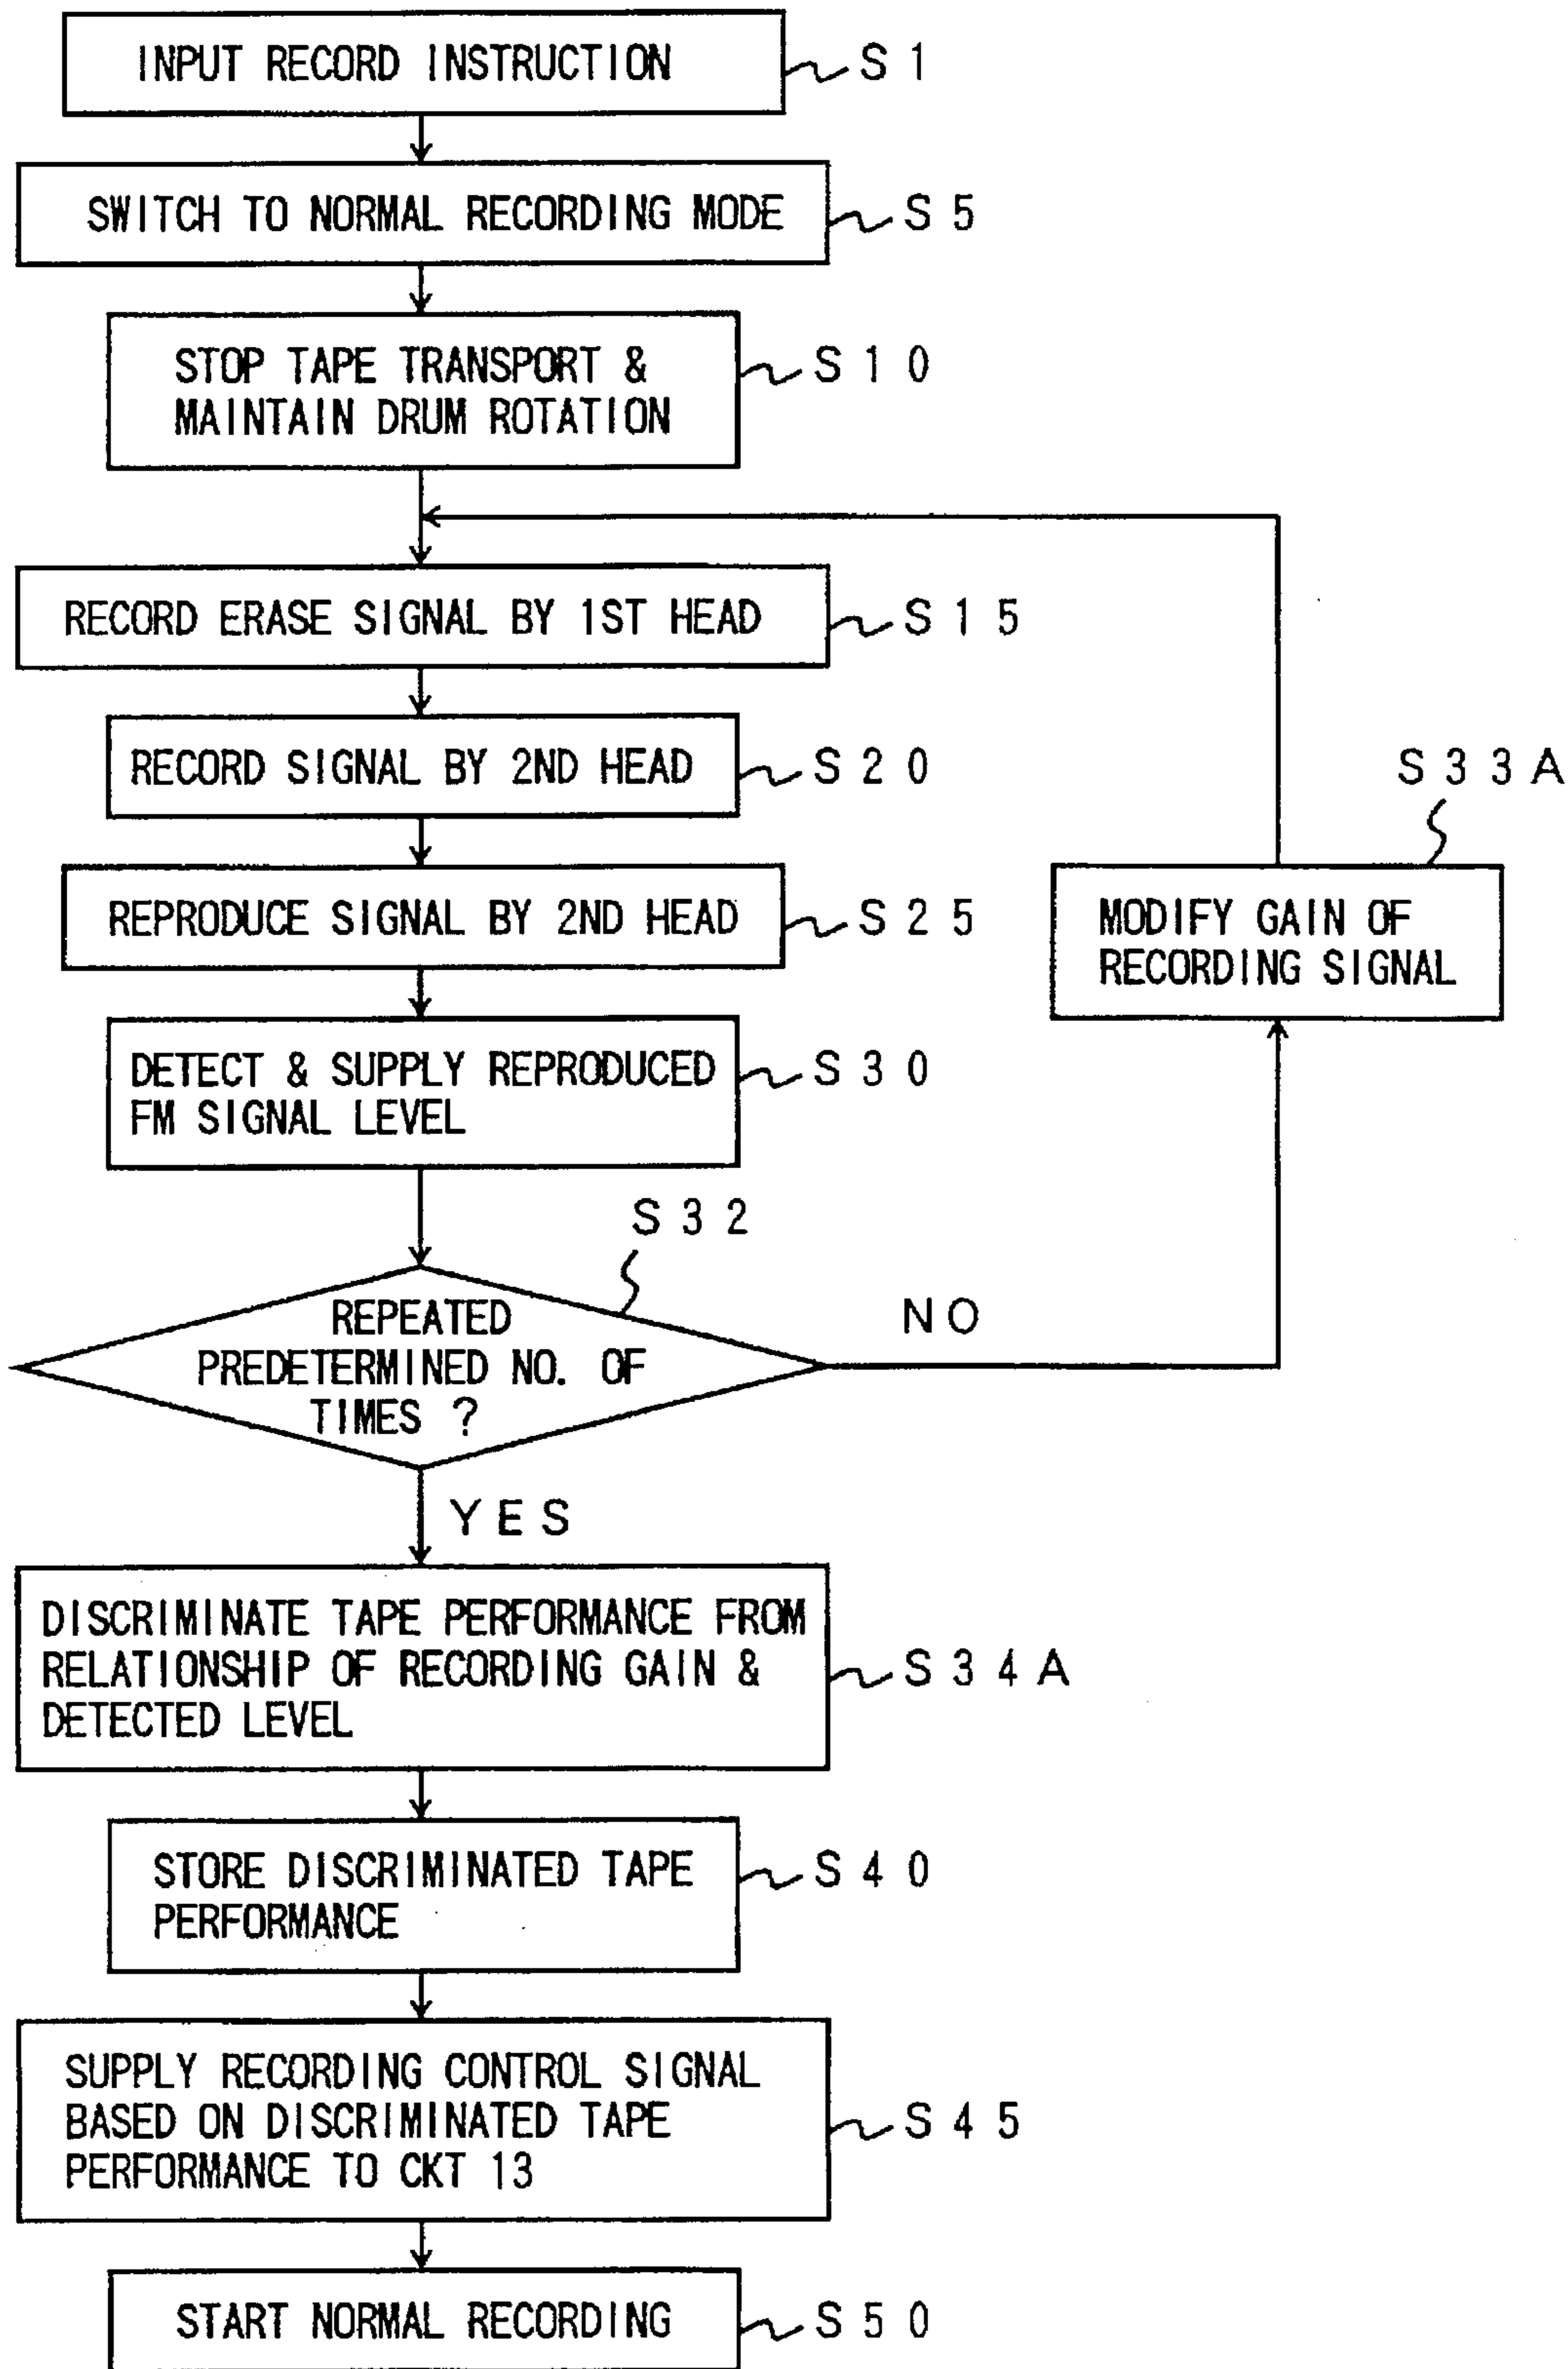 INPUT RECORD INSTRUCTION
S1
SWITCH TO NORMAL RECORDING MODE
S5
STOP TAPE TRANSPORT &
MAINTAIN DRUM ROTATION
S10
RECORD ERASE SIGNAL BY 1ST HEAD
S15
RECORD SIGNAL BY 2ND HEAD
S20
S33A
REPRODUCE SIGNAL BY 2ND HEAD
S25
MODIFY GAIN OF
RECORDING SIGNAL
DETECT & SUPPLY REPRODUCED
FM SIGNAL LEVEL
S30
S32
REPEATED
PREDETERMINED NO. OF
TIMES ?
NO
YES
DISCRIMINATE TAPE PERFORMANCE FROM
RELATIONSHIP OF RECORDING GAIN &
DETECTED LEVEL
S34A
STORE DISCRIMINATED TAPE
PERFORMANCE
S40
SUPPLY RECORDING CONTROL SIGNAL
BASED ON DISCRIMINATED TAPE
PERFORMANCE TO CKT 13
S45
START NORMAL RECORDING
S50